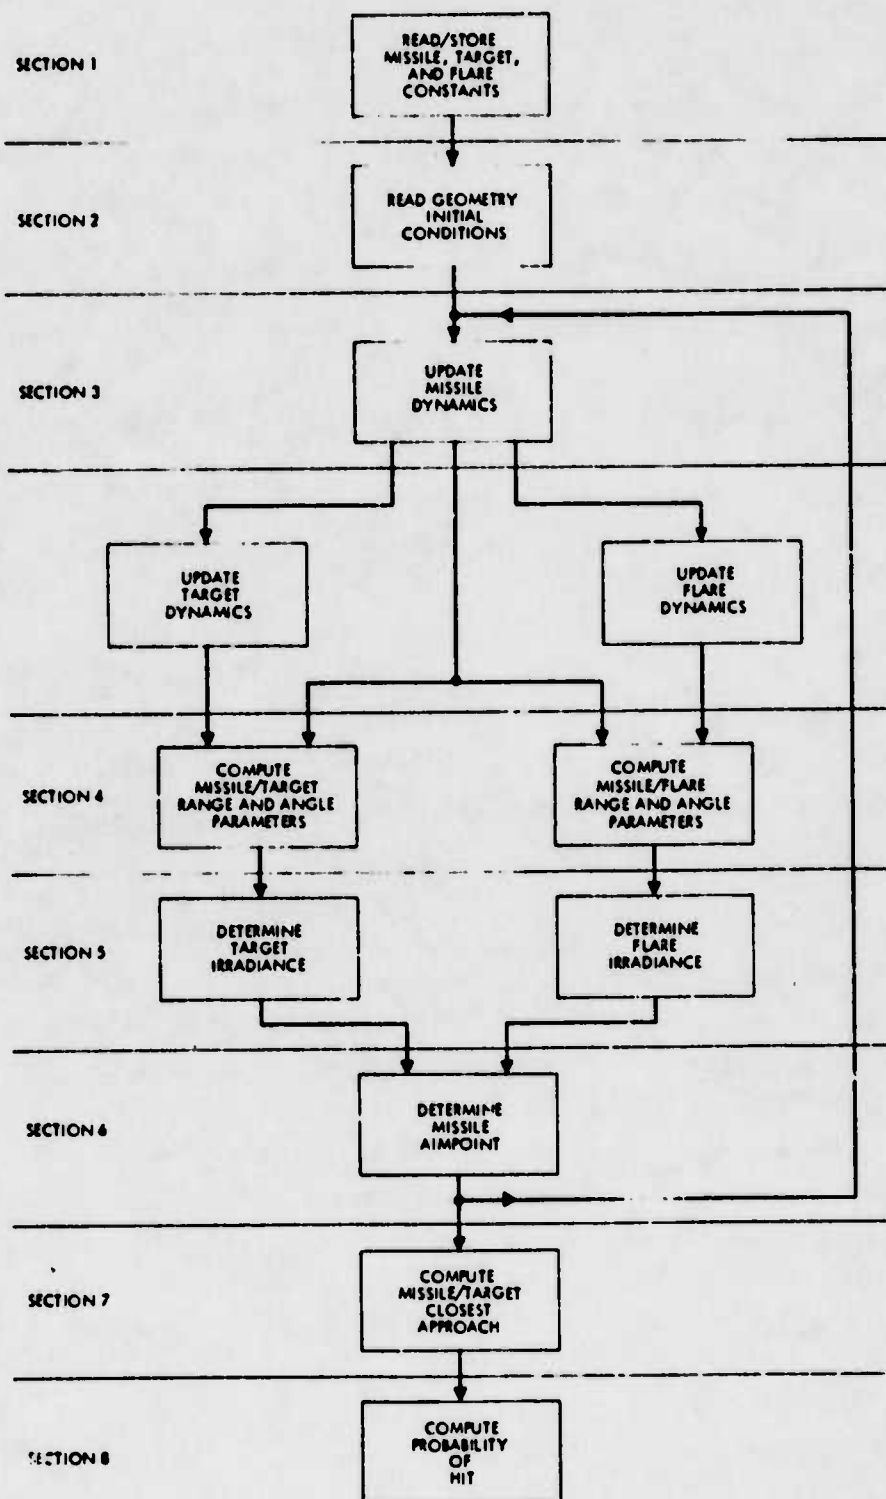 SECTION 1
READ/STORE
MISSILE, TARGET,
AND FLARE
CONSTANTS
SECTION 2
READ GEOMETRY
INITIAL
CONDITIONS
SECTION 3
UPDATE
MISSILE
DYNAMICS
UPDATE
TARGET
DYNAMICS
UPDATE
FLARE
DYNAMICS
SECTION 4
COMPUTE
MISSILE/TARGET
RANGE AND ANGLE
PARAMETERS
COMPUTE
MISSILE/FLARE
RANGE AND ANGLE
PARAMETERS
SECTION 5
DETERMINE
TARGET
IRRADIANCE
DETERMINE
FLARE
IRRADIANCE
SECTION 6
DETERMINE
MISSILE
AIMPOINT
SECTION 7
COMPUTE
MISSILE/TARGET
CLOSEST
APPROACH
SECTION 8
COMPUTE
PROBABILITY
OF
HIT